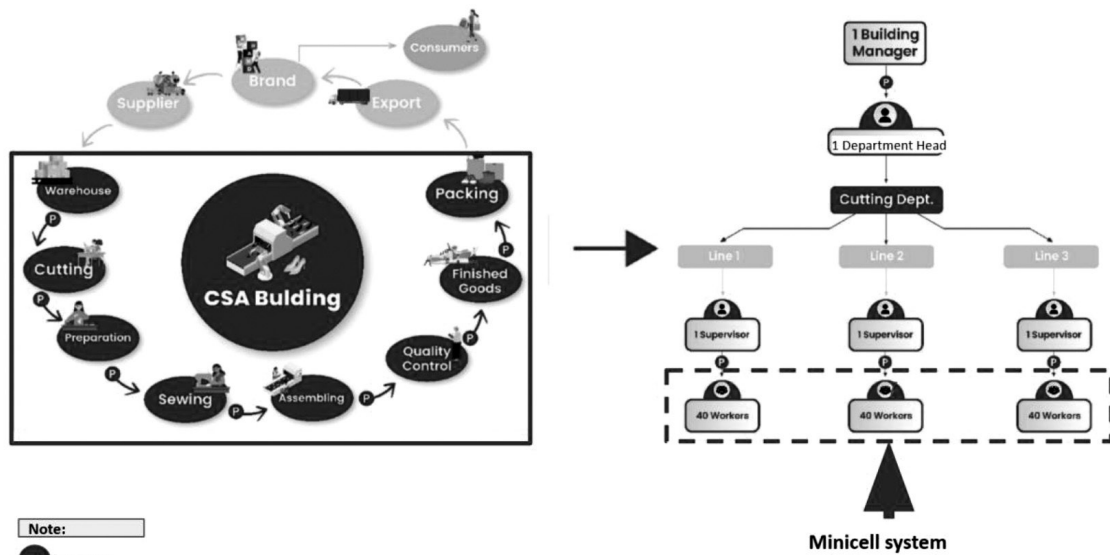 Consumers
Brand
Supplier
Export
Warehouse
P
Cutting
P
Preparation
P
Sewing
P
Assembling
P
Quality
Control
P
Finished
Goods
P
Packing
CSA Bulding
1 Building
Manager
P
1 Department Head
Cutting Dept.
Line 1
Line 2
Line 3
1 Supervisor
1 Supervisor
1 Supervisor
P
P
P
40 Workers
40 Workers
40 Workers
Minicell system
Note: